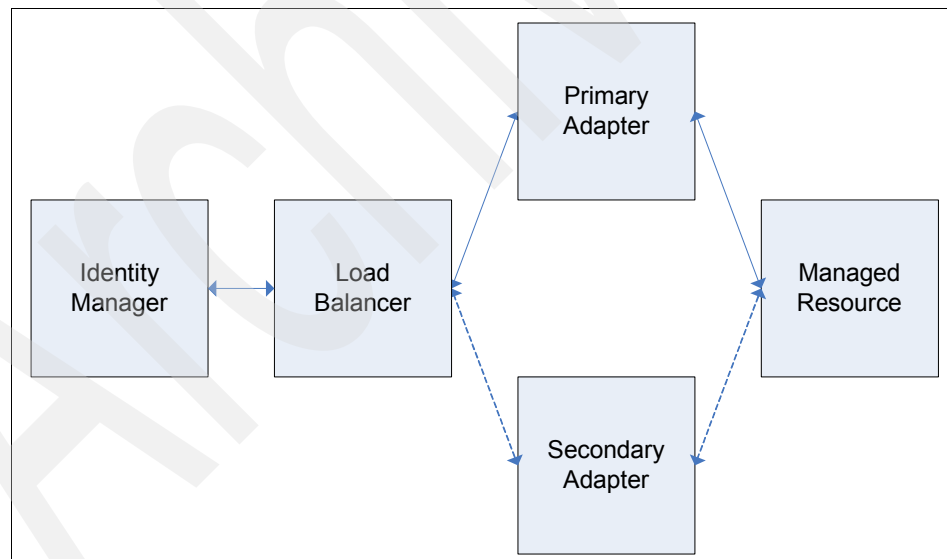 Primary
Adapter
Identity
Manager
Load
Balancer
Managed
Resource
Secondary
Adapter